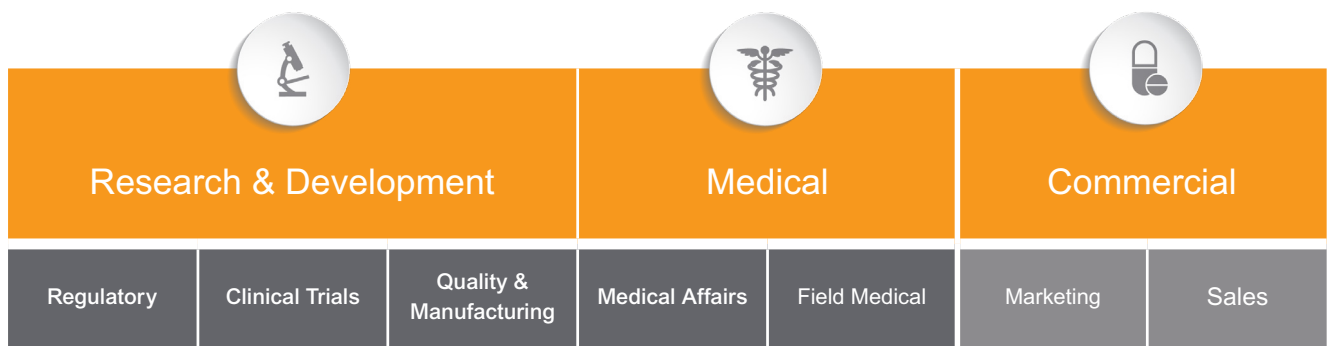 Research & Development
Medical
Commercial
Regulatory
Clinical Trials
Quality &
Manufacturing
Medical Affairs
Field Medical
Marketing
Sales